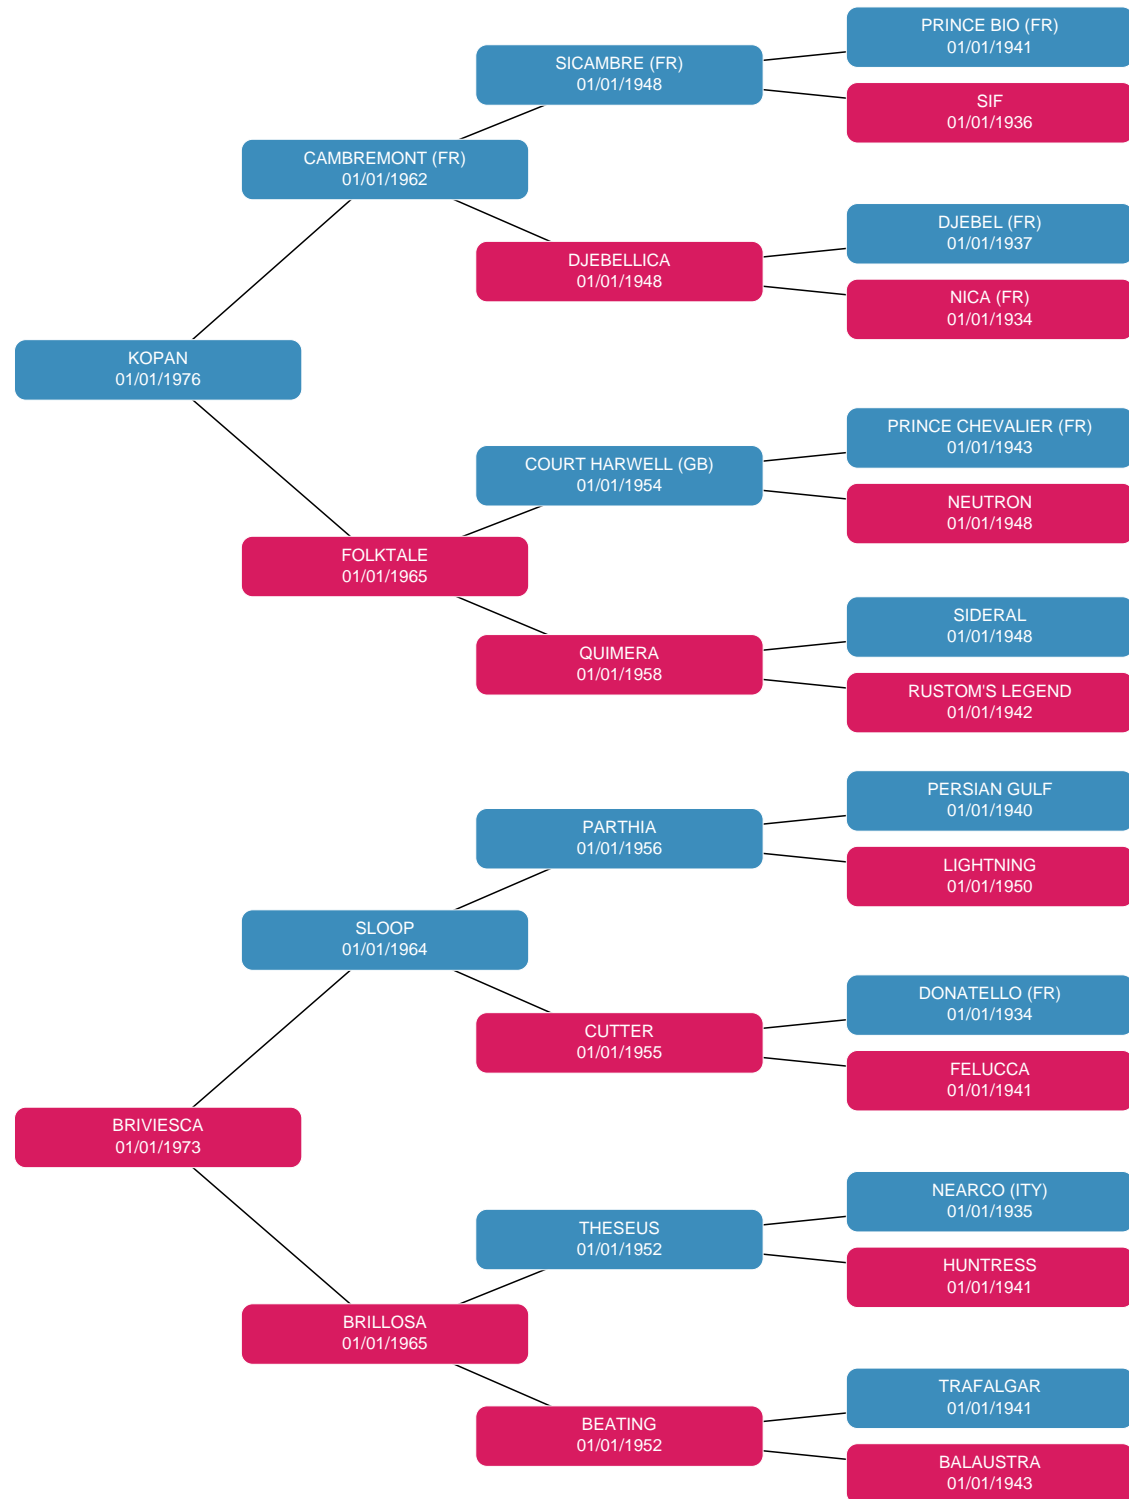 PRINCE BIO (FR)
01/01/1941
SICAMBRE (FR)
01/01/1948
SIF
01/01/1936
CAMBREMONT (FR)
01/01/1962
DJEBEL (FR)
01/01/1937
DJEBELLICA
01/01/1948
NICA (FR)
01/01/1934
KOPAN
01/01/1976
PRINCE CHEVALIER (FR)
01/01/1943
COURT HARWELL (GB)
01/01/1954
NEUTRON
01/01/1948
FOLKTALE
01/01/1965
SIDERAL
01/01/1948
QUIMERA
01/01/1958
RUSTOM'S LEGEND
01/01/1942
PERSIAN GULF
01/01/1940
PARTHIA
01/01/1956
LIGHTNING
01/01/1950
SLOOP
01/01/1964
DONATELLO (FR)
01/01/1934
CUTTER
01/01/1955
FELUCCA
01/01/1941
BRIVIESCA
01/01/1973
NEARCO (ITY)
01/01/1935
THESEUS
01/01/1952
HUNTRESS
01/01/1941
BRILLOSA
01/01/1965
TRAFALGAR
01/01/1941
BEATING
01/01/1952
BALAUSTRA
01/01/1943